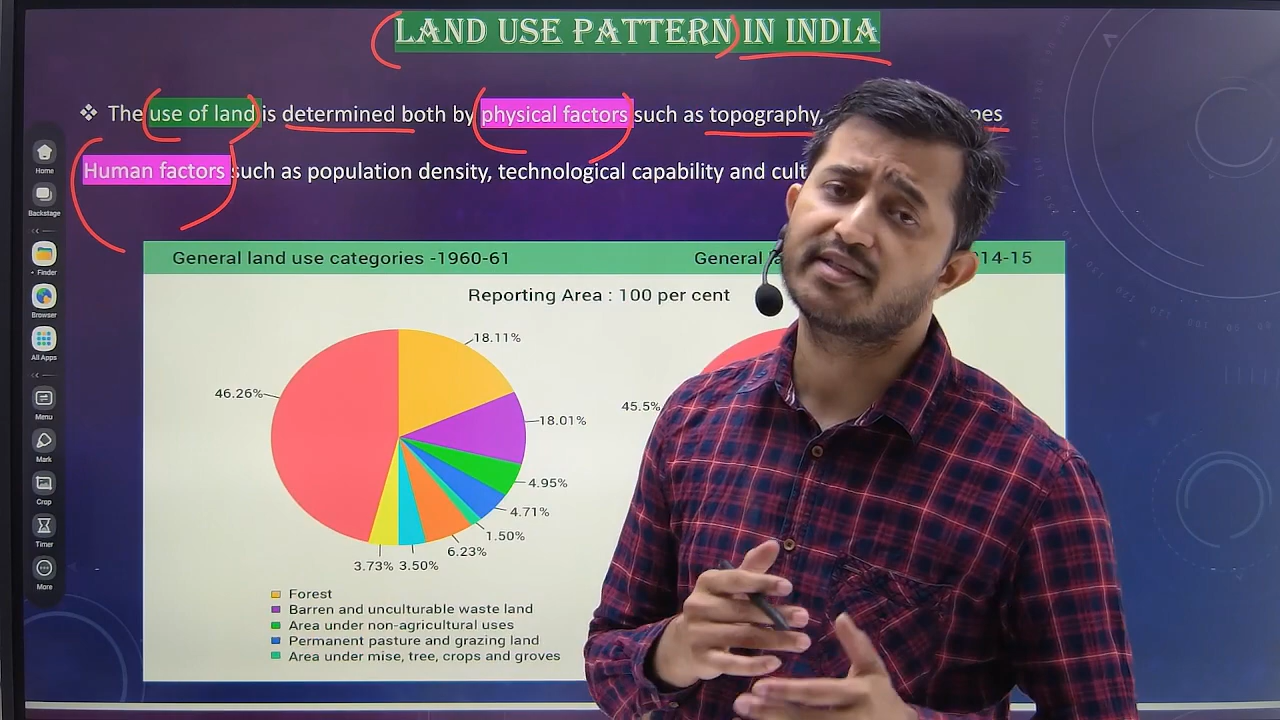 LAND USE PATTERN IN INDIA
❖ The use of land is determined both by physical factors such as topography,
Human factors such as population density, technological capability and
Home
Backstage
Finder
Browser
All Apps
Menu
Mark
Crop
Timer
More
General land use categories -1960-61
General 14-15
Reporting Area : 100 per cent
18.11%
46.26%
45.5%
18.01%
4.95%
4.71%
1.50%
6.23%
3.73% 3.50%
Forest
Barren and unculturable waste land
Area under non-agricultural uses
Permanent pasture and grazing land
Area under mise, tree, crops and groves